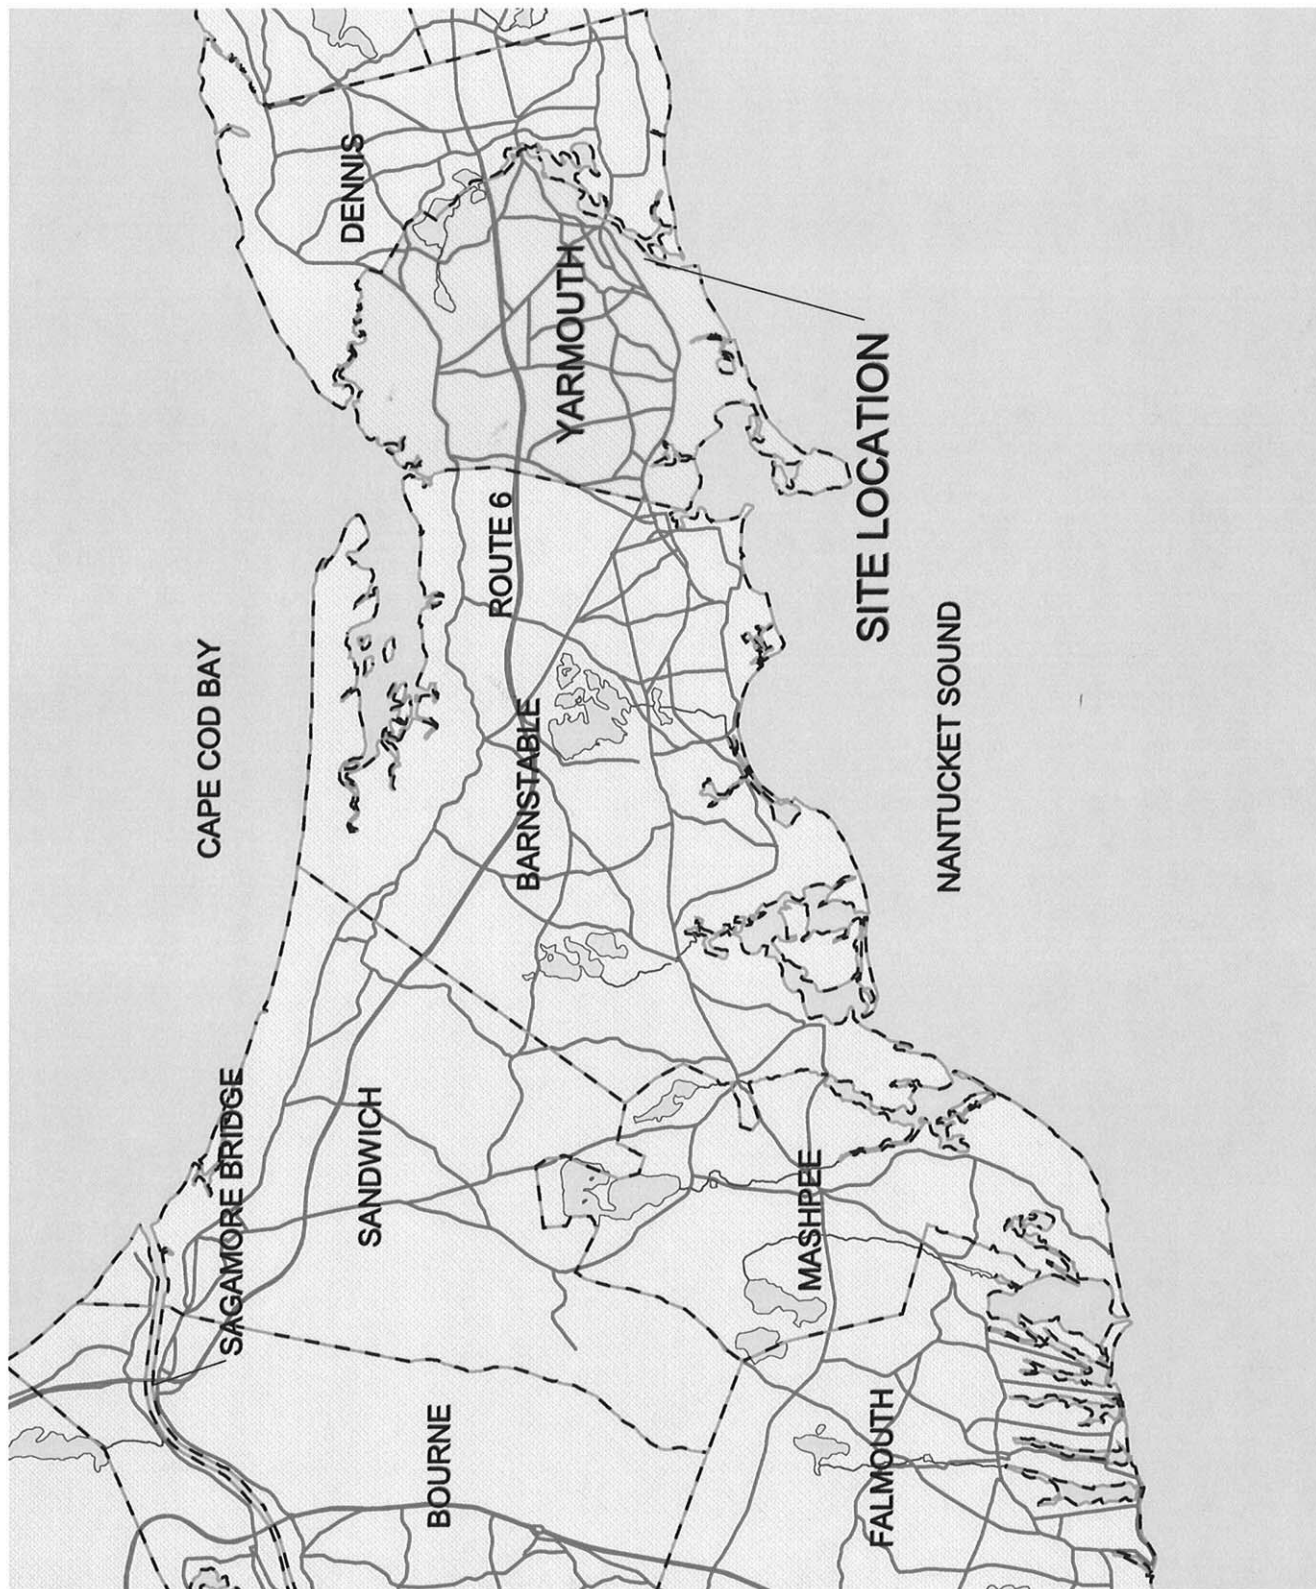 CAPE COD BAY
SAGAMORE BRIDGE
DENNIS
SANDWICH
BOURNE
ROUTE 6
BARNSTABLE
YARMOUTH
MASHPEE
SITE LOCATION
FALMOUTH
NANTUCKET SOUND